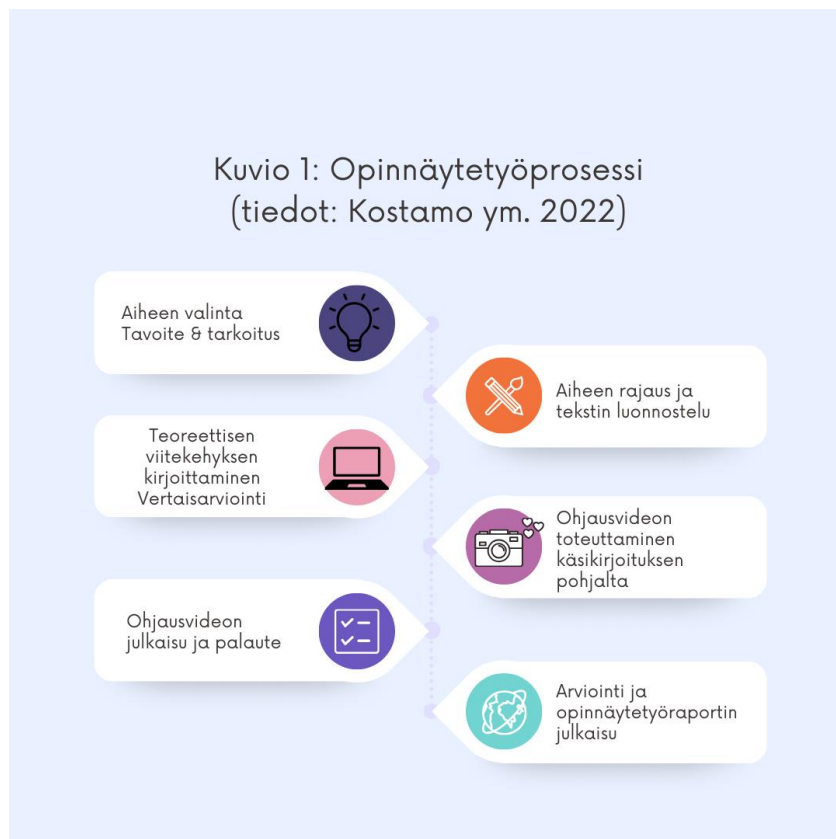 Kuvio 1: Opinnäytetyöprosessi
(tiedot: Kostamo ym. 2022)
Aiheen valinta
Tavoite & tarkoitus
Aiheen rajaus ja
tekstin luonnostelu
Teoreettisen
viitekehyksen
kirjoittaminen
Vertaisarviointi
Ohjausvideon
toteuttaminen
käsikirjoituksen
pohjalta
Ohjausvideon
julkaisu ja palaute
Arviointi ja
opinnäytetyöraportin
julkaisu